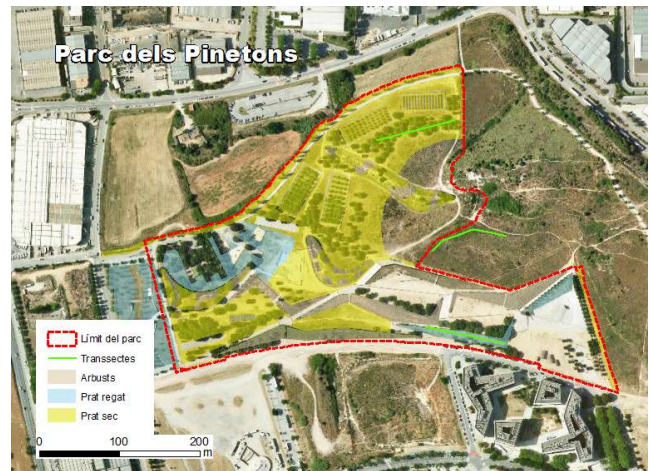 Parc dels Pinetons
Límit del parc
Transsectes
Arbusts
Prat regat
Prat sec
0 100 200
m